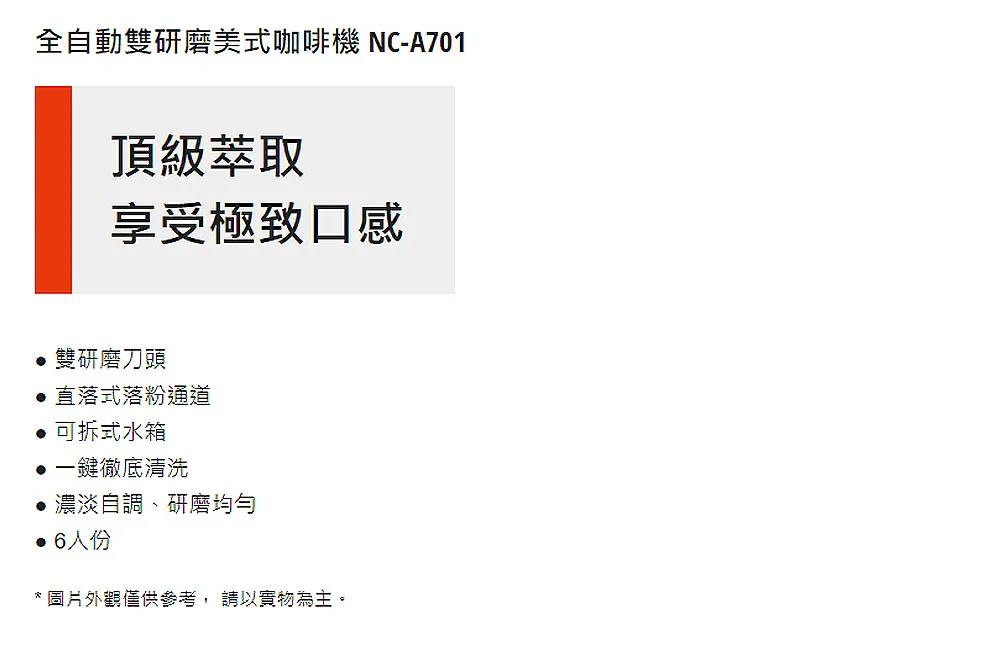 全自動雙研磨美式咖啡機 NC-A701
頂級萃取
享受極致口感
● 雙研磨刀頭
● 直落式落粉通道
● 可拆式水箱
● 一鍵徹底清洗
● 濃淡自調、研磨均勻
● 6人份
* 圖片外觀僅供參考， 請以實物為主。